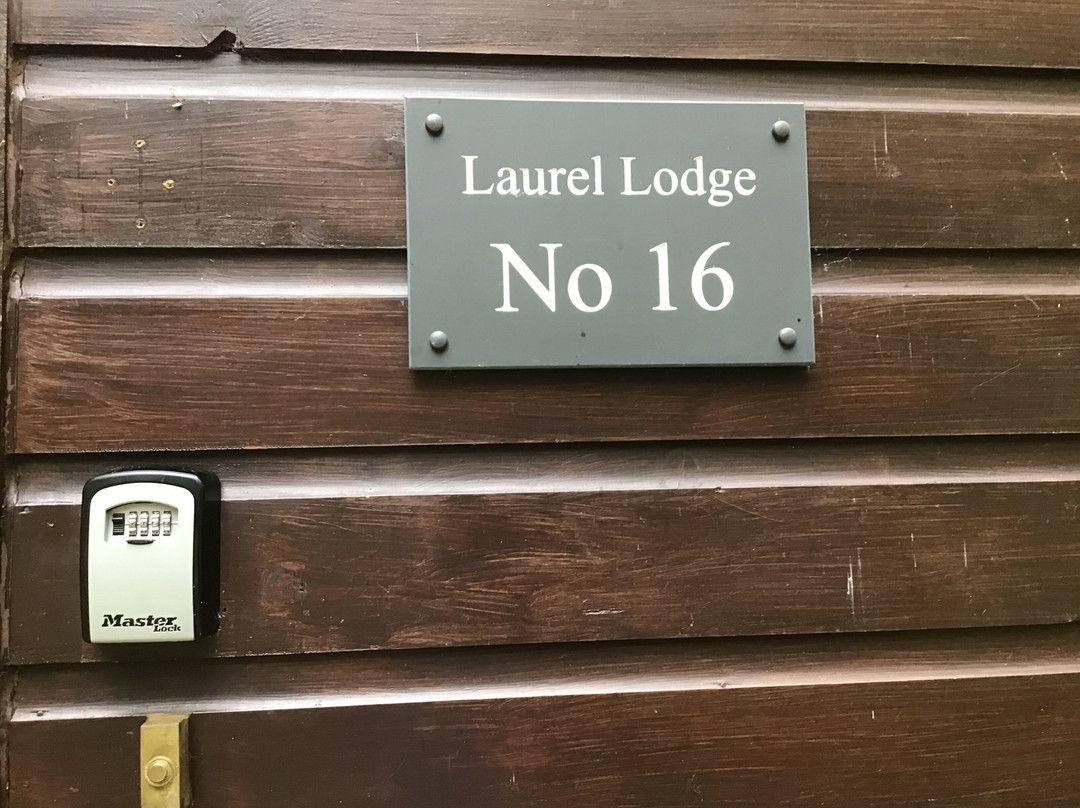 Laurel Lodge
No 16
Master
Lock